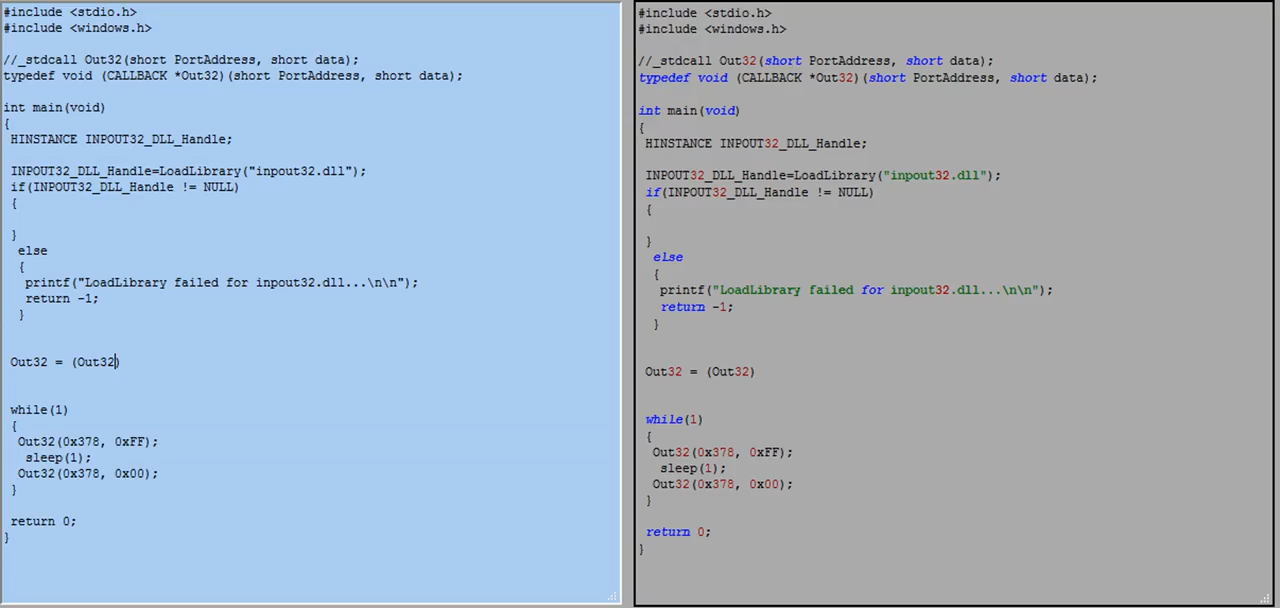 #include <stdio.h>
#include <windows.h>
//_stdcall Out32(short PortAddress, short data);
typedef void (CALLBACK *Out32)(short PortAddress, short data);
int main(void)
{
HINSTANCE INPOUT32_DLL_Handle;
INPOUT32_DLL_Handle=LoadLibrary("inpout32.dll");
if(INPOUT32_DLL_Handle != NULL)
{
}
else
{
printf("LoadLibrary failed for inpout32.dll...\n\n");
return -1;
}
Out32 = (Out32)
while(1)
{
Out32(0x378, 0xFF);
sleep(1);
Out32(0x378, 0x00);
}
return 0;
}
#include <stdio.h>
#include <windows.h>
//_stdcall Out32(short PortAddress, short data);
typedef void (CALLBACK *Out32)(short PortAddress, short data);
int main(void)
{
HINSTANCE INPOUT32_DLL_Handle;
INPOUT32_DLL_Handle=LoadLibrary("inpout32.dll");
if(INPOUT32_DLL_Handle != NULL)
{
}
else
{
printf("LoadLibrary failed for inpout32.dll...\n\n");
return -1;
}
Out32 = (Out32)
while(1)
{
Out32(0x378, 0xFF);
sleep(1);
Out32(0x378, 0x00);
}
return 0;
}